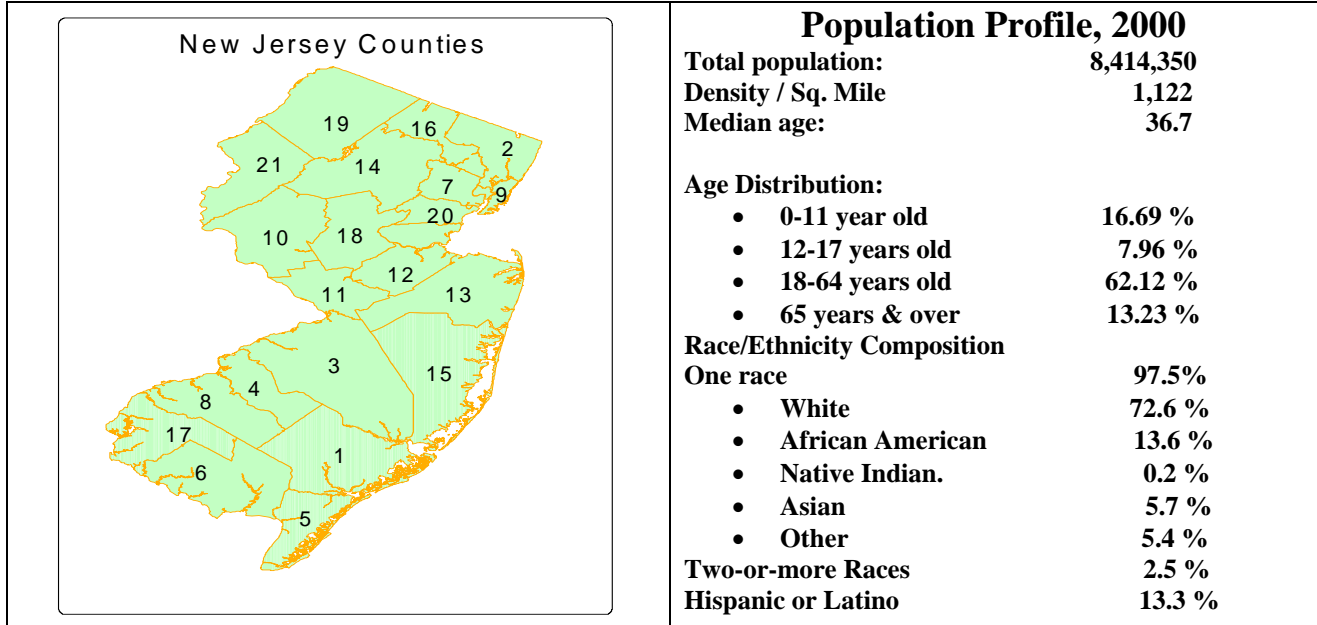 New Jersey Counties
19
16
2
21
14
7
9
20
10
18
12
11
13
3
15
4
8
17
1
6
5
Population Profile, 2000
Total population: 8,414,350
Density / Sq. Mile 1,122
Median age: 36.7
Age Distribution:
• 0-11 year old 16.69 %
• 12-17 years old 7.96 %
• 18-64 years old 62.12 %
• 65 years & over 13.23 %
Race/Ethnicity Composition
One race 97.5%
• White 72.6 %
• African American 13.6 %
• Native Indian. 0.2 %
• Asian 5.7 %
• Other 5.4 %
Two-or-more Races 2.5 %
Hispanic or Latino 13.3 %